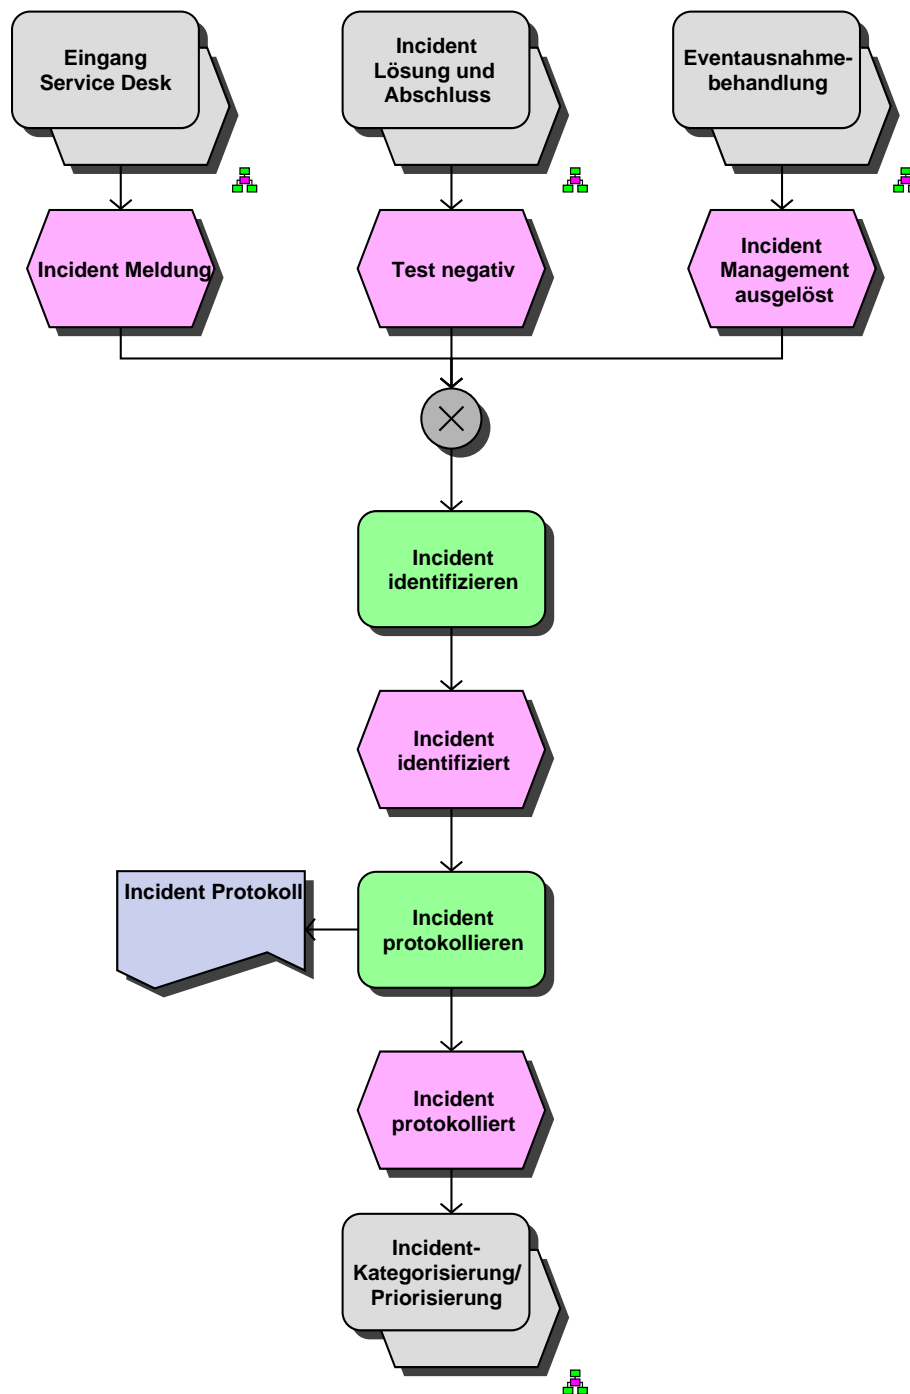 Eingang
Service Desk
Incident
Lösung und
Abschluss
Eventausnahme-
behandlung
Incident Meldung
Test negativ
Incident
Management
ausgelöst
Incident
identifizieren
Incident
identifiziert
Incident Protokoll
Incident
protokollieren
Incident
protokolliert
Incident-
Kategorisierung/
Priorisierung